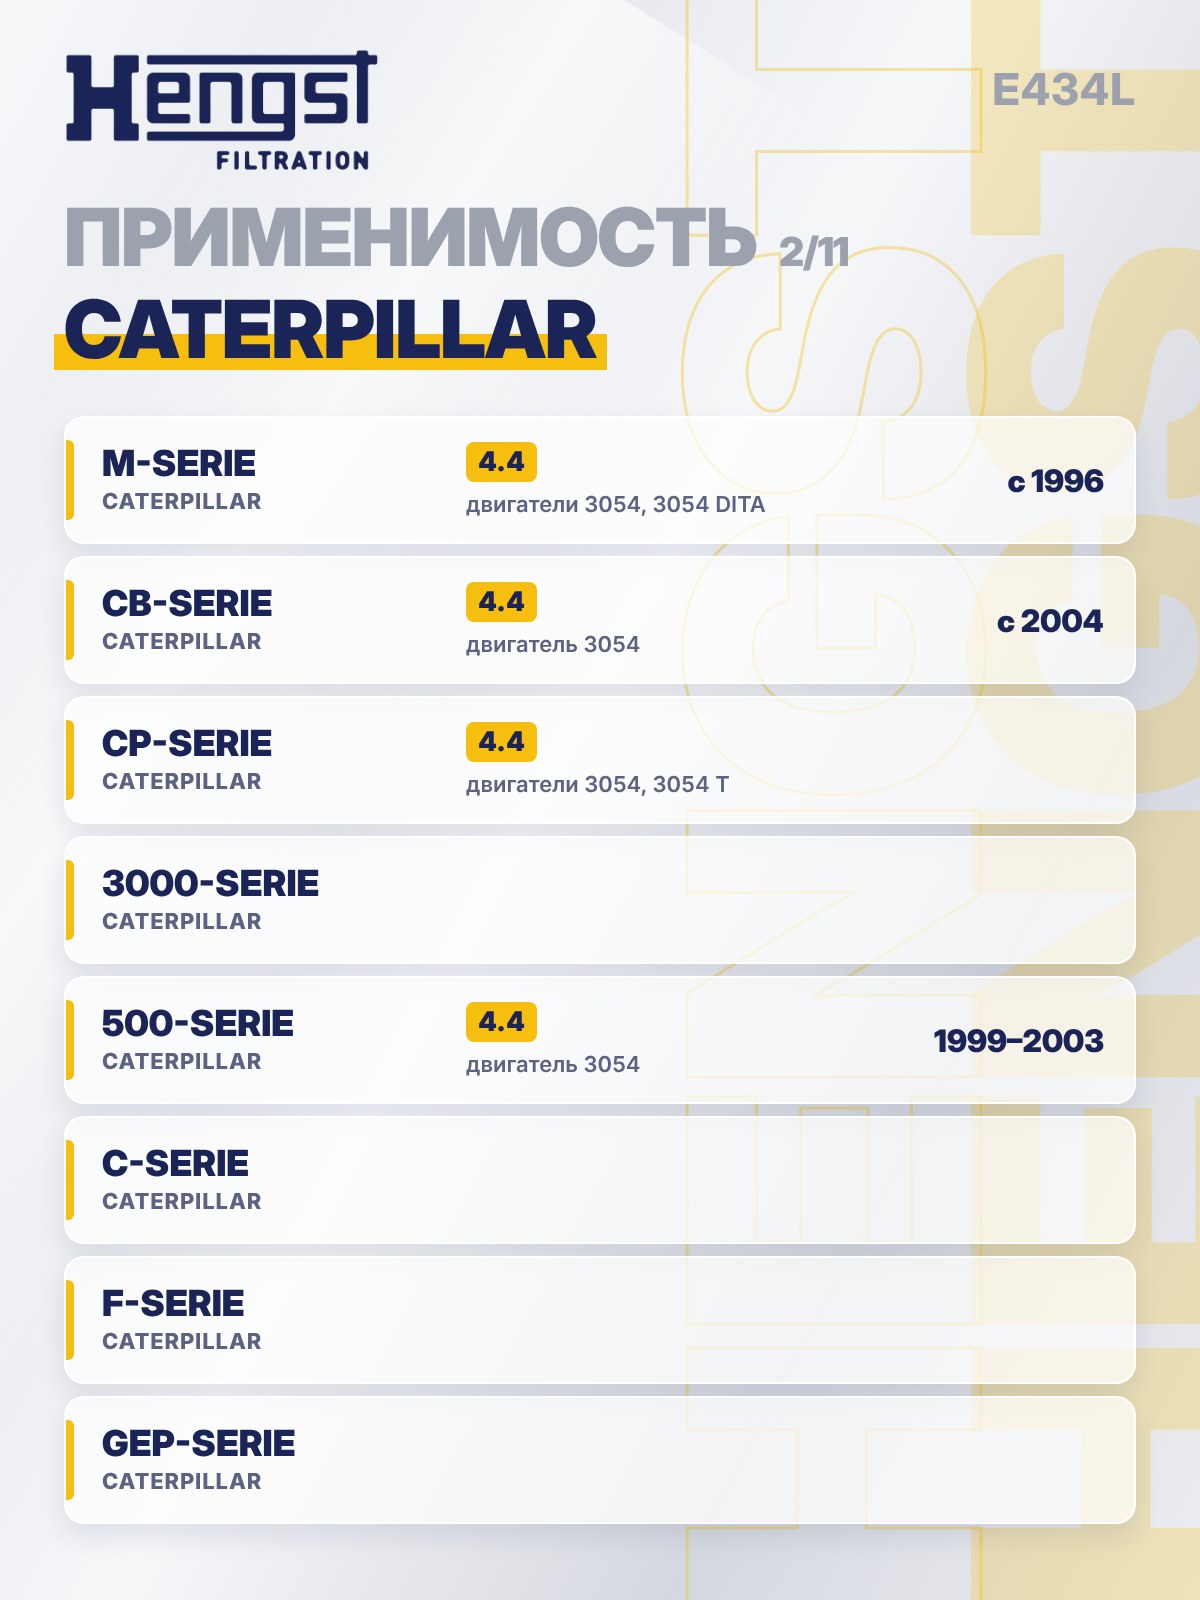 Hengst
FILTRATION
E434L
ПРИМЕНИМОСТЬ 2/11
CATERPILLAR
M-SERIE
CATERPILLAR
4.4
двигатели 3054, 3054 DITA
с 1996
CB-SERIE
CATERPILLAR
4.4
двигатель 3054
с 2004
CP-SERIE
CATERPILLAR
4.4
двигатели 3054, 3054 T
3000-SERIE
CATERPILLAR
500-SERIE
CATERPILLAR
4.4
двигатель 3054
1999–2003
C-SERIE
CATERPILLAR
F-SERIE
CATERPILLAR
GEP-SERIE
CATERPILLAR
HENGST
HENGST